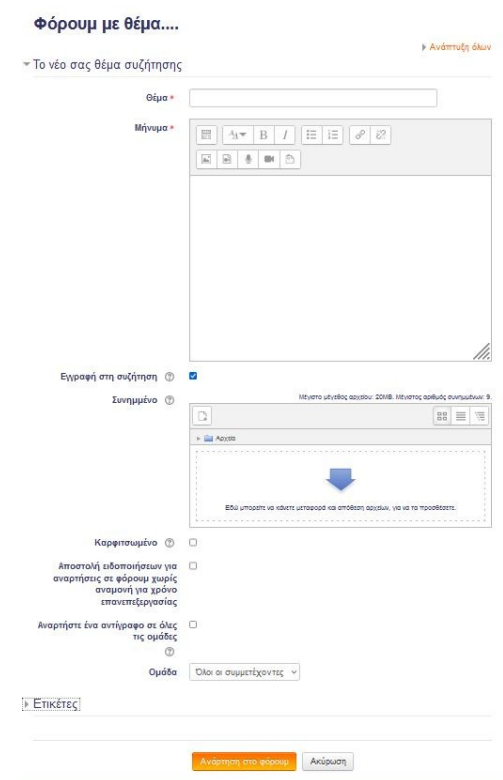 Φόρουμ με θέμα....
Ανάπτυξη όλων
Το νέο σας θέμα συζήτησης
Θέμα *
Μήνυμα *
B I
Εγγραφή στη συζήτηση
Συνημμένο
Μέγιστο μέγεθος αρχείου: 20MB. Μέγιστος αριθμός συνημμένων: 9.
Αρχεία
Εδώ μπορείτε να κάνετε μεταφορά και απόθεση αρχείων, για να τα προσθέσετε.
Καρφιτσωμένο
Αποστολή ειδοποιήσεων για
αναρτήσεις σε φόρουμ χωρίς
αναμονή για χρόνο
επανεπεξεργασίας
Αναρτήστε ένα αντίγραφο σε όλες
τις ομάδες
Ομάδα
Όλοι οι συμμετέχοντες
Ετικέτες
Ανάρτηση στο φόρουμ
Ακύρωση